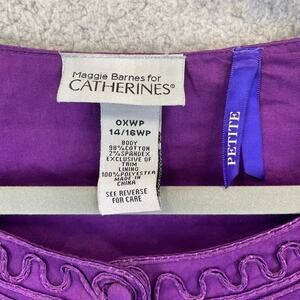 Maggie Barnes for
CATHERINES®
OXWP
14/16WP
BODY
98%COTTON
2%SPANDEX
EXCLUSIVE OF
TRIM
LINING
100%POLYESTER
MADE IN
CHINA
SEE REVERSE
FOR CARE
PETITE